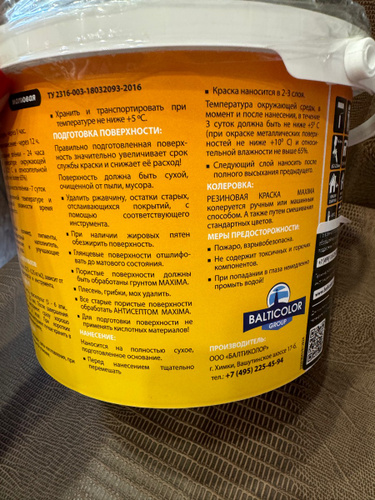 матовая
ТУ 2316-003-18032093-2016
• Хранить и транспортировать при
температуре не ниже +5 ºС.
ПОДГОТОВКА ПОВЕРХНОСТИ:
Правильно подготовленная поверх-
ность значительно увеличивает срок
службы краски и снижает её расход!
Поверхность должна быть сухой,
очищенной от пыли, мусора.
• Удалить ржавчину, остатки старых,
отслаивающихся покрытий, с
помощью соответствующего
инструмента.
• При наличии жировых пятен
обезжирить поверхность.
• Глянцевые поверхности отшлифо-
вать до матового состояния.
• Пористые поверхности должны
быть обработаны грунтом MAXIMA.
• Плесень, грибки, мох удалить.
• Все старые пористые поверхности
обработать АНТИСЕПТОМ MAXIMA.
• Для подготовки поверхности не
применять кислотных материалов!
НАНЕСЕНИЕ:
Наносится на полностью сухое,
подготовленное основание.
• Перед нанесением тщательно
перемешать
• Краска наносится в 2-3 слоя.
Температура окружающей среды, в
момент и после нанесения, в течение
3 суток должна быть не ниже +5º С
(при окраске металлических поверх-
ностей не ниже +10º С) и относи-
тельной влажности не выше 65%.
• Следующий слой наносить после
полного высыхания предыдущего.
КОЛЕРОВКА:
РЕЗИНОВАЯ КРАСКА MAXIMA
колеруется ручным или машинным
способом. А также путем смешивания
стандартных цветов.
МЕРЫ ПРЕДОСТОРОЖНОСТИ
• Пожаро, взрывобезопасна.
• Не содержит токсичных и горючих
компонентов.
• При попадании в глаза немедленно
промыть водой!
BALTICOLOR
GROUP
ПРОИЗВОДИТЕЛЬ:
ООО «БАЛТИКОЛОР»
г. Химки, Вашутинское шоссе 17-б.
тел.: +7 (495) 225-45-94